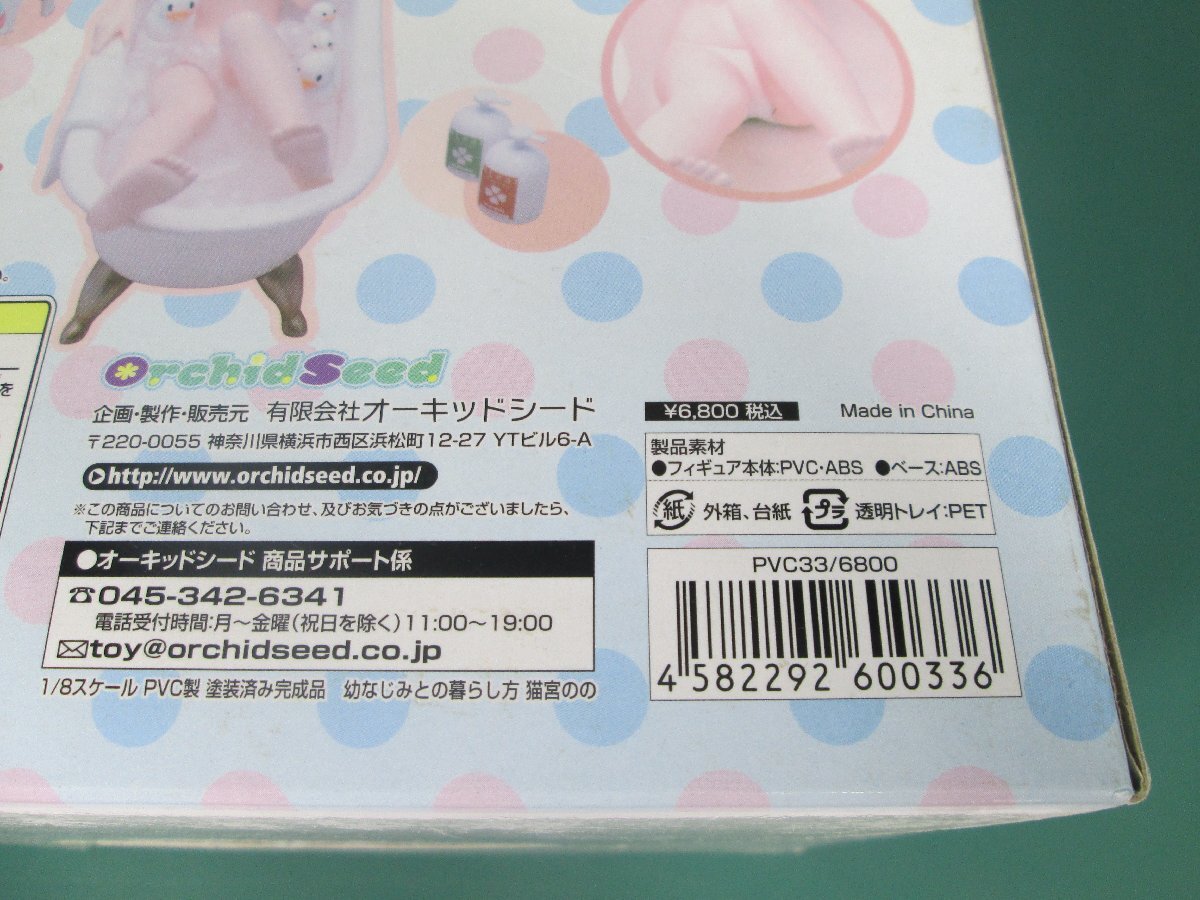 を
OrchidSeed
企画・製作・販売元 有限会社オーキッドシード
〒220-0055 神奈川県横浜市西区浜松町12-27 YTビル6-A
http://www.orchidseed.co.jp/
※この商品についてのお問い合わせ、及びお気づきの点がございましたら、
下記までご連絡ください。
●オーキッドシード 商品サポート係
☎045-342-6341
電話受付時間:月～金曜(祝日を除く)11:00～19:00
✉toy@orchidseed.co.jp
1/8スケール PVC製 塗装済み完成品 幼なじみとの暮らし方 猫宮のの
¥6,800 税込 Made in China
製品素材
●フィギュア本体:PVC・ABS ●ベース:ABS
紙 外箱、台紙 プラ 透明トレイ:PET
PVC33/6800
4 582292 600336